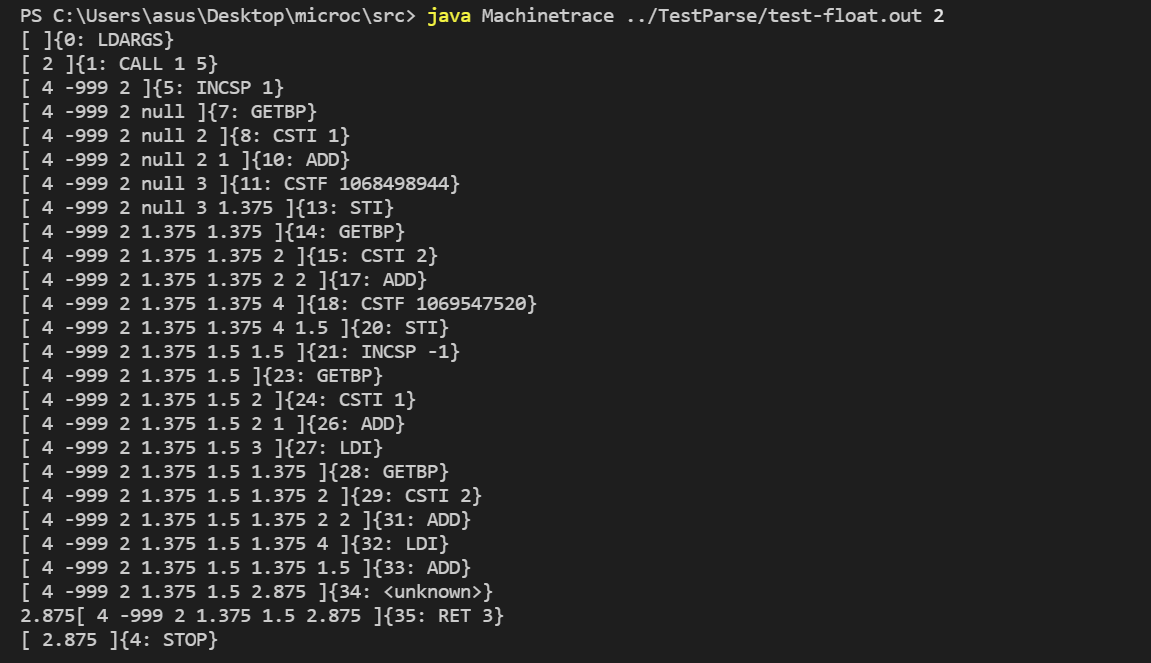 PS C:\Users\asus\Desktop\microc\src> java Machinetrace ../TestParse/test-float.out 2
[ ]{0: LDARGS}
[ 2 ]{1: CALL 1 5}
[ 4 -999 2 ]{5: INCSP 1}
[ 4 -999 2 null ]{7: GETBP}
[ 4 -999 2 null 2 ]{8: CSTI 1}
[ 4 -999 2 null 2 1 ]{10: ADD}
[ 4 -999 2 null 3 ]{11: CSTF 1068498944}
[ 4 -999 2 null 3 1.375 ]{13: STI}
[ 4 -999 2 1.375 1.375 ]{14: GETBP}
[ 4 -999 2 1.375 1.375 2 ]{15: CSTI 2}
[ 4 -999 2 1.375 1.375 2 2 ]{17: ADD}
[ 4 -999 2 1.375 1.375 4 ]{18: CSTF 1069547520}
[ 4 -999 2 1.375 1.375 4 1.5 ]{20: STI}
[ 4 -999 2 1.375 1.5 1.5 ]{21: INCSP -1}
[ 4 -999 2 1.375 1.5 ]{23: GETBP}
[ 4 -999 2 1.375 1.5 2 ]{24: CSTI 1}
[ 4 -999 2 1.375 1.5 2 1 ]{26: ADD}
[ 4 -999 2 1.375 1.5 3 ]{27: LDI}
[ 4 -999 2 1.375 1.5 1.375 ]{28: GETBP}
[ 4 -999 2 1.375 1.5 1.375 2 ]{29: CSTI 2}
[ 4 -999 2 1.375 1.5 1.375 2 2 ]{31: ADD}
[ 4 -999 2 1.375 1.5 1.375 4 ]{32: LDI}
[ 4 -999 2 1.375 1.5 1.375 1.5 ]{33: ADD}
[ 4 -999 2 1.375 1.5 2.875 ]{34: <unknown>}
2.875[ 4 -999 2 1.375 1.5 2.875 ]{35: RET 3}
[ 2.875 ]{4: STOP}